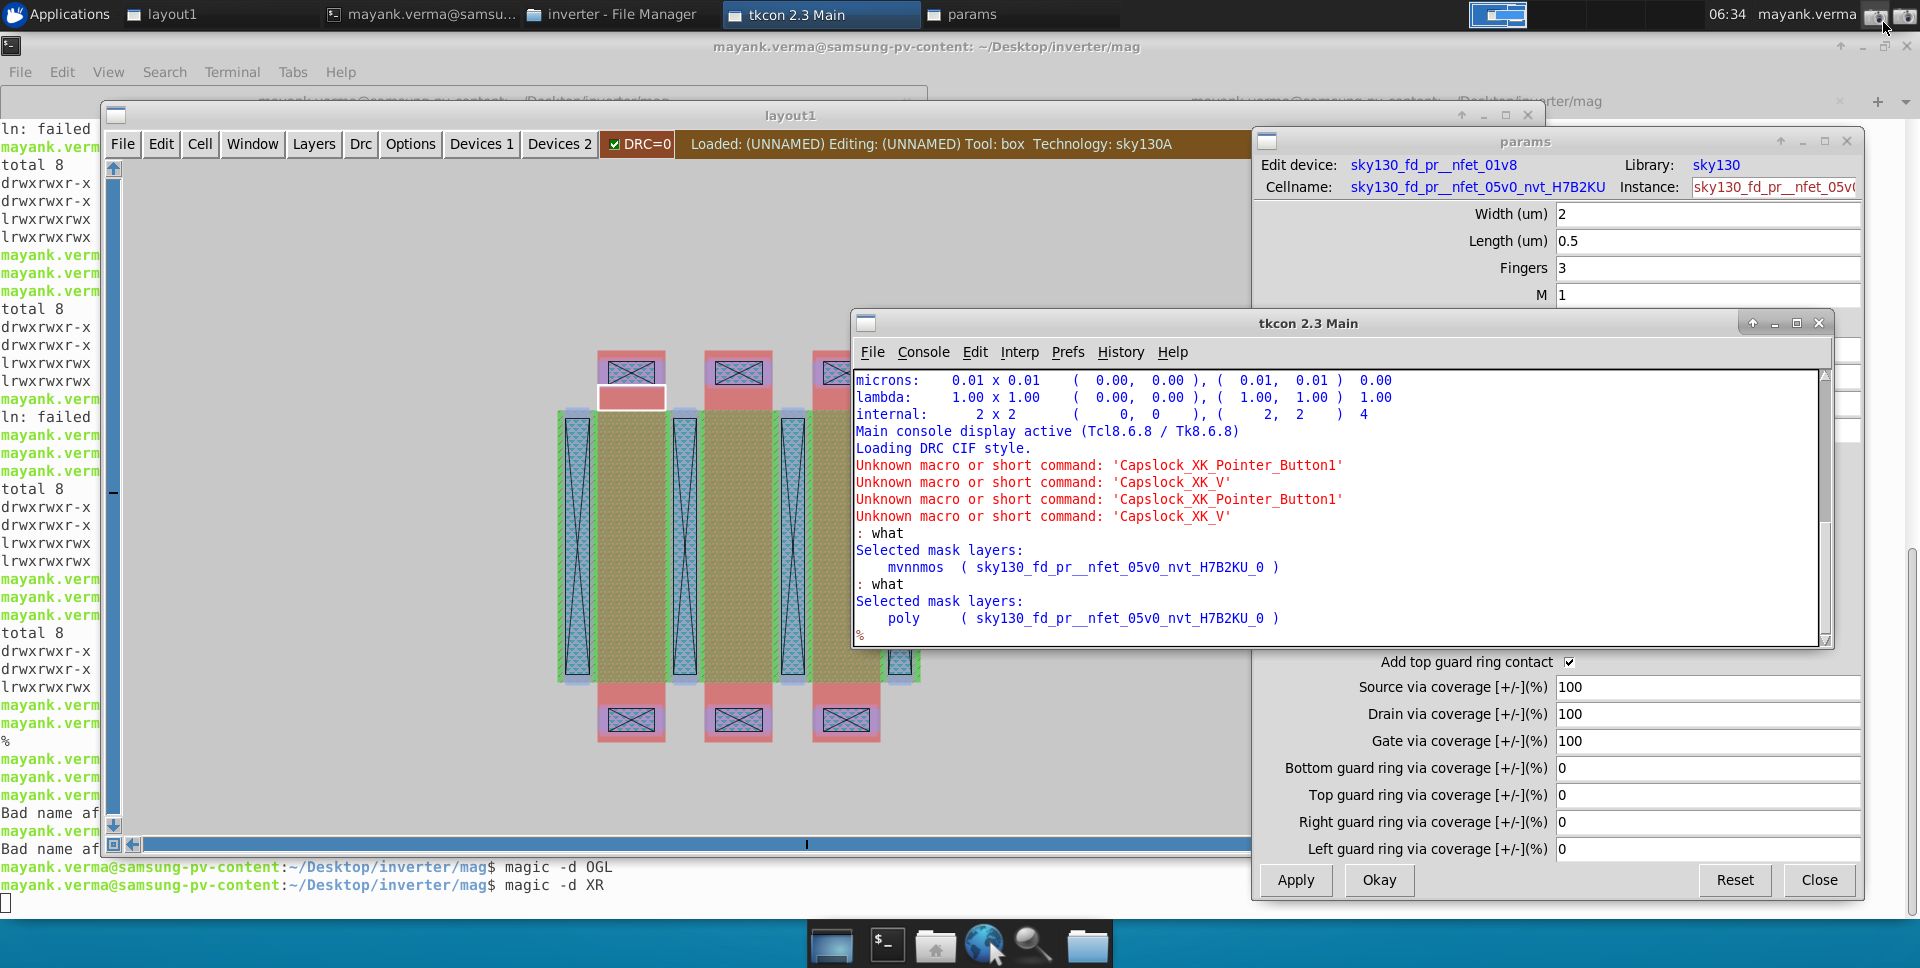 Applications
layout1
mayank.verma@samsu...
inverter - File Manager
tkcon 2.3 Main
params
06:34
mayank.verma
mayank.verma@samsung-pv-content: ~/Desktop/inverter/mag
File Edit View Search Terminal Tabs Help
ln: failed
mayank.verm
total 8
drwxrwxr-x
drwxrwxr-x
lrwxrwxrwx
lrwxrwxrwx
mayank.verm
mayank.verm
mayank.verm
total 8
drwxrwxr-x
drwxrwxr-x
lrwxrwxrwx
lrwxrwxrwx
mayank.verm
ln: failed
mayank.verm
mayank.verm
mayank.verm
total 8
drwxrwxr-x
drwxrwxr-x
lrwxrwxrwx
lrwxrwxrwx
mayank.verm
mayank.verm
mayank.verm
total 8
drwxrwxr-x
drwxrwxr-x
lrwxrwxrwx
mayank.verm
mayank.verm
%
mayank.verm
mayank.verm
mayank.verm
Bad name af
mayank.verm
Bad name af
mayank.verma@samsung-pv-content:~/Desktop/inverter/mag$ magic -d OGL
mayank.verma@samsung-pv-content:~/Desktop/inverter/mag$ magic -d XR
layout1
File Edit Cell Window Layers Drc Options Devices 1 Devices 2 DRC=0 Loaded: (UNNAMED) Editing: (UNNAMED) Tool: box Technology: sky130A
params
Edit device: sky130_fd_pr__nfet_01v8 Library: sky130
Cellname: sky130_fd_pr__nfet_05v0_nvt_H7B2KU Instance: sky130_fd_pr__nfet_05v
Width (um) 2
Length (um) 0.5
Fingers 3
M 1
tkcon 2.3 Main
File Console Edit Interp Prefs History Help
microns: 0.01 x 0.01 ( 0.00, 0.00 ), ( 0.01, 0.01 ) 0.00
lambda: 1.00 x 1.00 ( 0.00, 0.00 ), ( 1.00, 1.00 ) 1.00
internal: 2 x 2 ( 0, 0 ), ( 2, 2 ) 4
Main console display active (Tcl8.6.8 / Tk8.6.8)
Loading DRC CIF style.
Unknown macro or short command: 'Capslock_XK_Pointer_Button1'
Unknown macro or short command: 'Capslock_XK_V'
Unknown macro or short command: 'Capslock_XK_Pointer_Button1'
Unknown macro or short command: 'Capslock_XK_V'
: what
Selected mask layers:
mvnnmos ( sky130_fd_pr__nfet_05v0_nvt_H7B2KU_0 )
: what
Selected mask layers:
poly ( sky130_fd_pr__nfet_05v0_nvt_H7B2KU_0 )
%
Add top guard ring contact
Source via coverage [+/-](%) 100
Drain via coverage [+/-](%) 100
Gate via coverage [+/-](%) 100
Bottom guard ring via coverage [+/-](%) 0
Top guard ring via coverage [+/-](%) 0
Right guard ring via coverage [+/-](%) 0
Left guard ring via coverage [+/-](%) 0
Apply Okay Reset Close